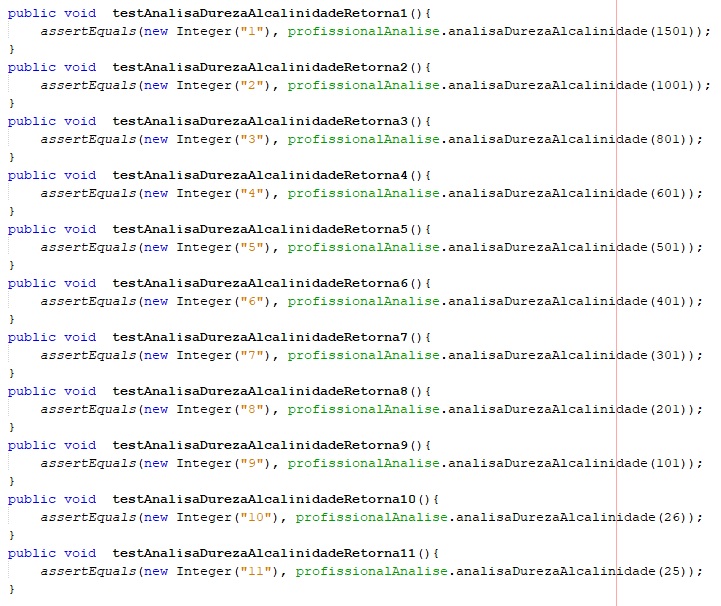 public void  testAnalisaDurezaAlcalinidadeRetorna1(){
    assertEquals(new Integer("1"), profissionalAnalise.analisaDurezaAlcalinidade(1501));
}
public void  testAnalisaDurezaAlcalinidadeRetorna2(){
    assertEquals(new Integer("2"), profissionalAnalise.analisaDurezaAlcalinidade(1001));
}
public void  testAnalisaDurezaAlcalinidadeRetorna3(){
    assertEquals(new Integer("3"), profissionalAnalise.analisaDurezaAlcalinidade(801));
}
public void  testAnalisaDurezaAlcalinidadeRetorna4(){
    assertEquals(new Integer("4"), profissionalAnalise.analisaDurezaAlcalinidade(601));
}
public void  testAnalisaDurezaAlcalinidadeRetorna5(){
    assertEquals(new Integer("5"), profissionalAnalise.analisaDurezaAlcalinidade(501));
}
public void  testAnalisaDurezaAlcalinidadeRetorna6(){
    assertEquals(new Integer("6"), profissionalAnalise.analisaDurezaAlcalinidade(401));
}
public void  testAnalisaDurezaAlcalinidadeRetorna7(){
    assertEquals(new Integer("7"), profissionalAnalise.analisaDurezaAlcalinidade(301));
}
public void  testAnalisaDurezaAlcalinidadeRetorna8(){
    assertEquals(new Integer("8"), profissionalAnalise.analisaDurezaAlcalinidade(201));
}
public void  testAnalisaDurezaAlcalinidadeRetorna9(){
    assertEquals(new Integer("9"), profissionalAnalise.analisaDurezaAlcalinidade(101));
}
public void  testAnalisaDurezaAlcalinidadeRetorna10(){
    assertEquals(new Integer("10"), profissionalAnalise.analisaDurezaAlcalinidade(26));
}
public void  testAnalisaDurezaAlcalinidadeRetorna11(){
    assertEquals(new Integer("11"), profissionalAnalise.analisaDurezaAlcalinidade(25));
}